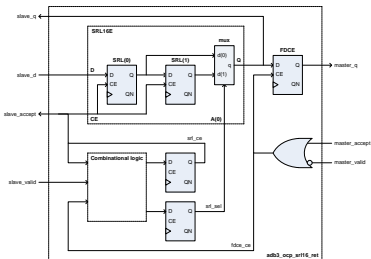 slave_q
SRL16E
mux
SRL(0)
SRL(1)
FDCE
d(0)
slave_d
D
D Q
D Q
d(1)
q
Q
D Q
master_q
CE
CE
CE
QN
QN
QN
slave_accept
CE
A(0)
srl_ce
master_accept
Combinational logic
D Q
CE
QN
master_valid
slave_valid
D Q
srl_sel
CE
QN
fdce_ce
adb3_ocp_srl16_ret